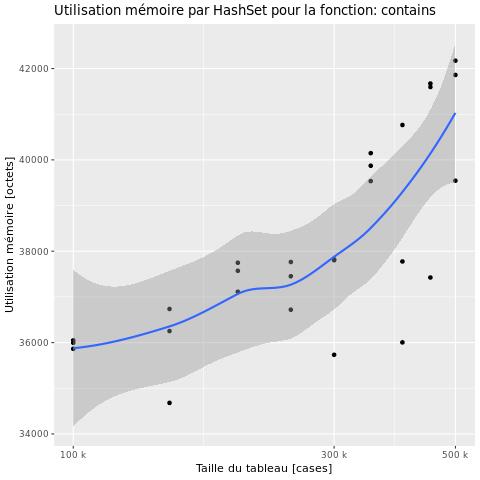 Utilisation mémoire par HashSet pour la fonction: contains
Utilisation mémoire [octets]
42000
40000
38000
36000
34000
100 k
300 k
500 k
Taille du tableau [cases]